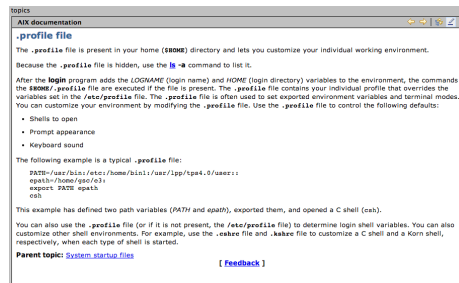 topics
AIX documentation
.profile file
The .profile file is present in your home ($HOME) directory and lets you customize your individual working environment.
Because the .profile file is hidden, use the ls -a command to list it.
After the login program adds the LOGNAME (login name) and HOME (login directory) variables to the environment, the commands
the $HOME/.profile file are executed if the file is present. The .profile file contains your individual profile that overrides the
variables set in the /etc/profile file. The .profile file is often used to set exported environment variables and terminal modes.
You can customize your environment by modifying the .profile file. Use the .profile file to control the following defaults:
• Shells to open
• Prompt appearance
• Keyboard sound
The following example is a typical .profile file:
PATH=/usr/bin:/etc:/home/bin1:/usr/lpp/tps4.0/user::
epath=/home/gsc/e3:
export PATH epath
csh
This example has defined two path variables (PATH and epath), exported them, and opened a C shell (csh).
You can also use the .profile file (or if it is not present, the /etc/profile file) to determine login shell variables. You can also
customize other shell environments. For example, use the .cshrc file and .kshrc file to customize a C shell and a Korn shell,
respectively, when each type of shell is started.
Parent topic: System startup files
[ Feedback ]